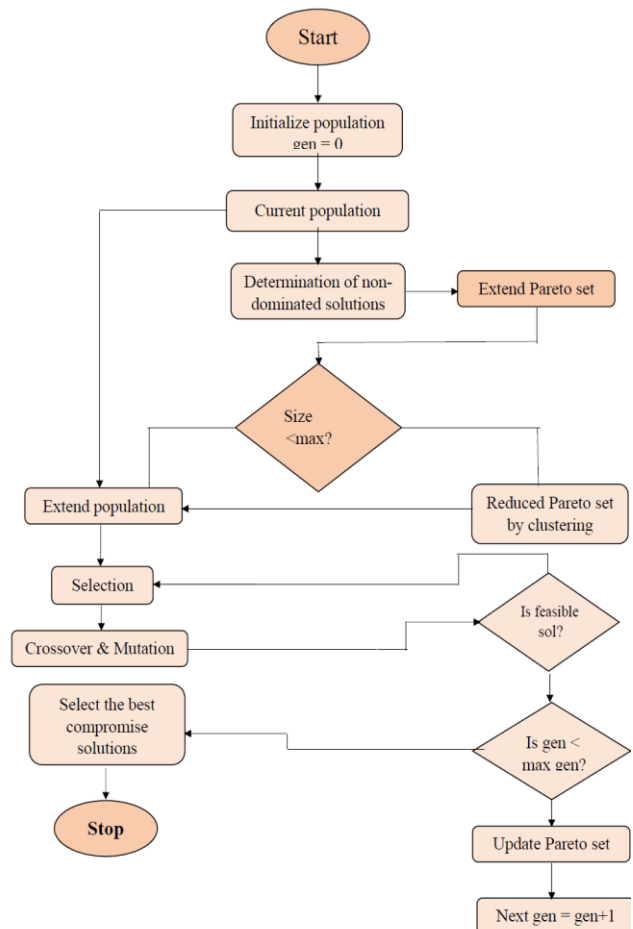 Start
Initialize population
gen = 0
Current population
Determination of non-
dominated solutions
Extend Pareto set
Size
<max?
Extend population
Reduced Pareto set
by clustering
Selection
Is feasible
sol?
Crossover & Mutation
Select the best
compromise
solutions
Is gen <
max gen?
Stop
Update Pareto set
Next gen = gen+1